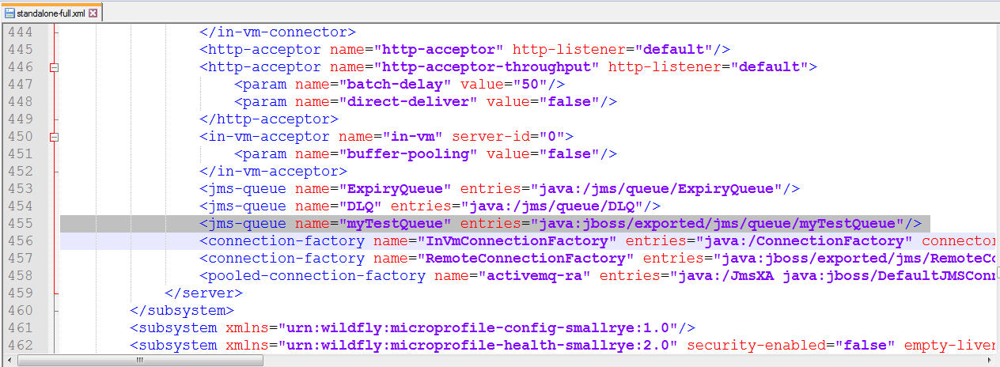 standalone-full.xml
444 </in-vm-connector>
445 <http-acceptor name="http-acceptor" http-listener="default"/>
446 <http-acceptor name="http-acceptor-throughput" http-listener="default">
447 <param name="batch-delay" value="50"/>
448 <param name="direct-deliver" value="false"/>
449 </http-acceptor>
450 <in-vm-acceptor name="in-vm" server-id="0">
451 <param name="buffer-pooling" value="false"/>
452 </in-vm-acceptor>
453 <jms-queue name="ExpiryQueue" entries="java:/jms/queue/ExpiryQueue"/>
454 <jms-queue name="DLQ" entries="java:/jms/queue/DLQ"/>
455 <jms-queue name="myTestQueue" entries="java:jboss/exported/jms/queue/myTestQueue"/>
456 <connection-factory name="InVmConnectionFactory" entries="java:/ConnectionFactory" connector
457 <connection-factory name="RemoteConnectionFactory" entries="java:jboss/exported/jms/RemoteCo
458 <pooled-connection-factory name="activemq-ra" entries="java:/JmsXA java:jboss/DefaultJMSConn
459 </server>
460 </subsystem>
461 <subsystem xmlns="urn:wildfly:microprofile-config-smallrye:1.0"/>
462 <subsystem xmlns="urn:wildfly:microprofile-health-smallrye:2.0" security-enabled="false" empty-liver